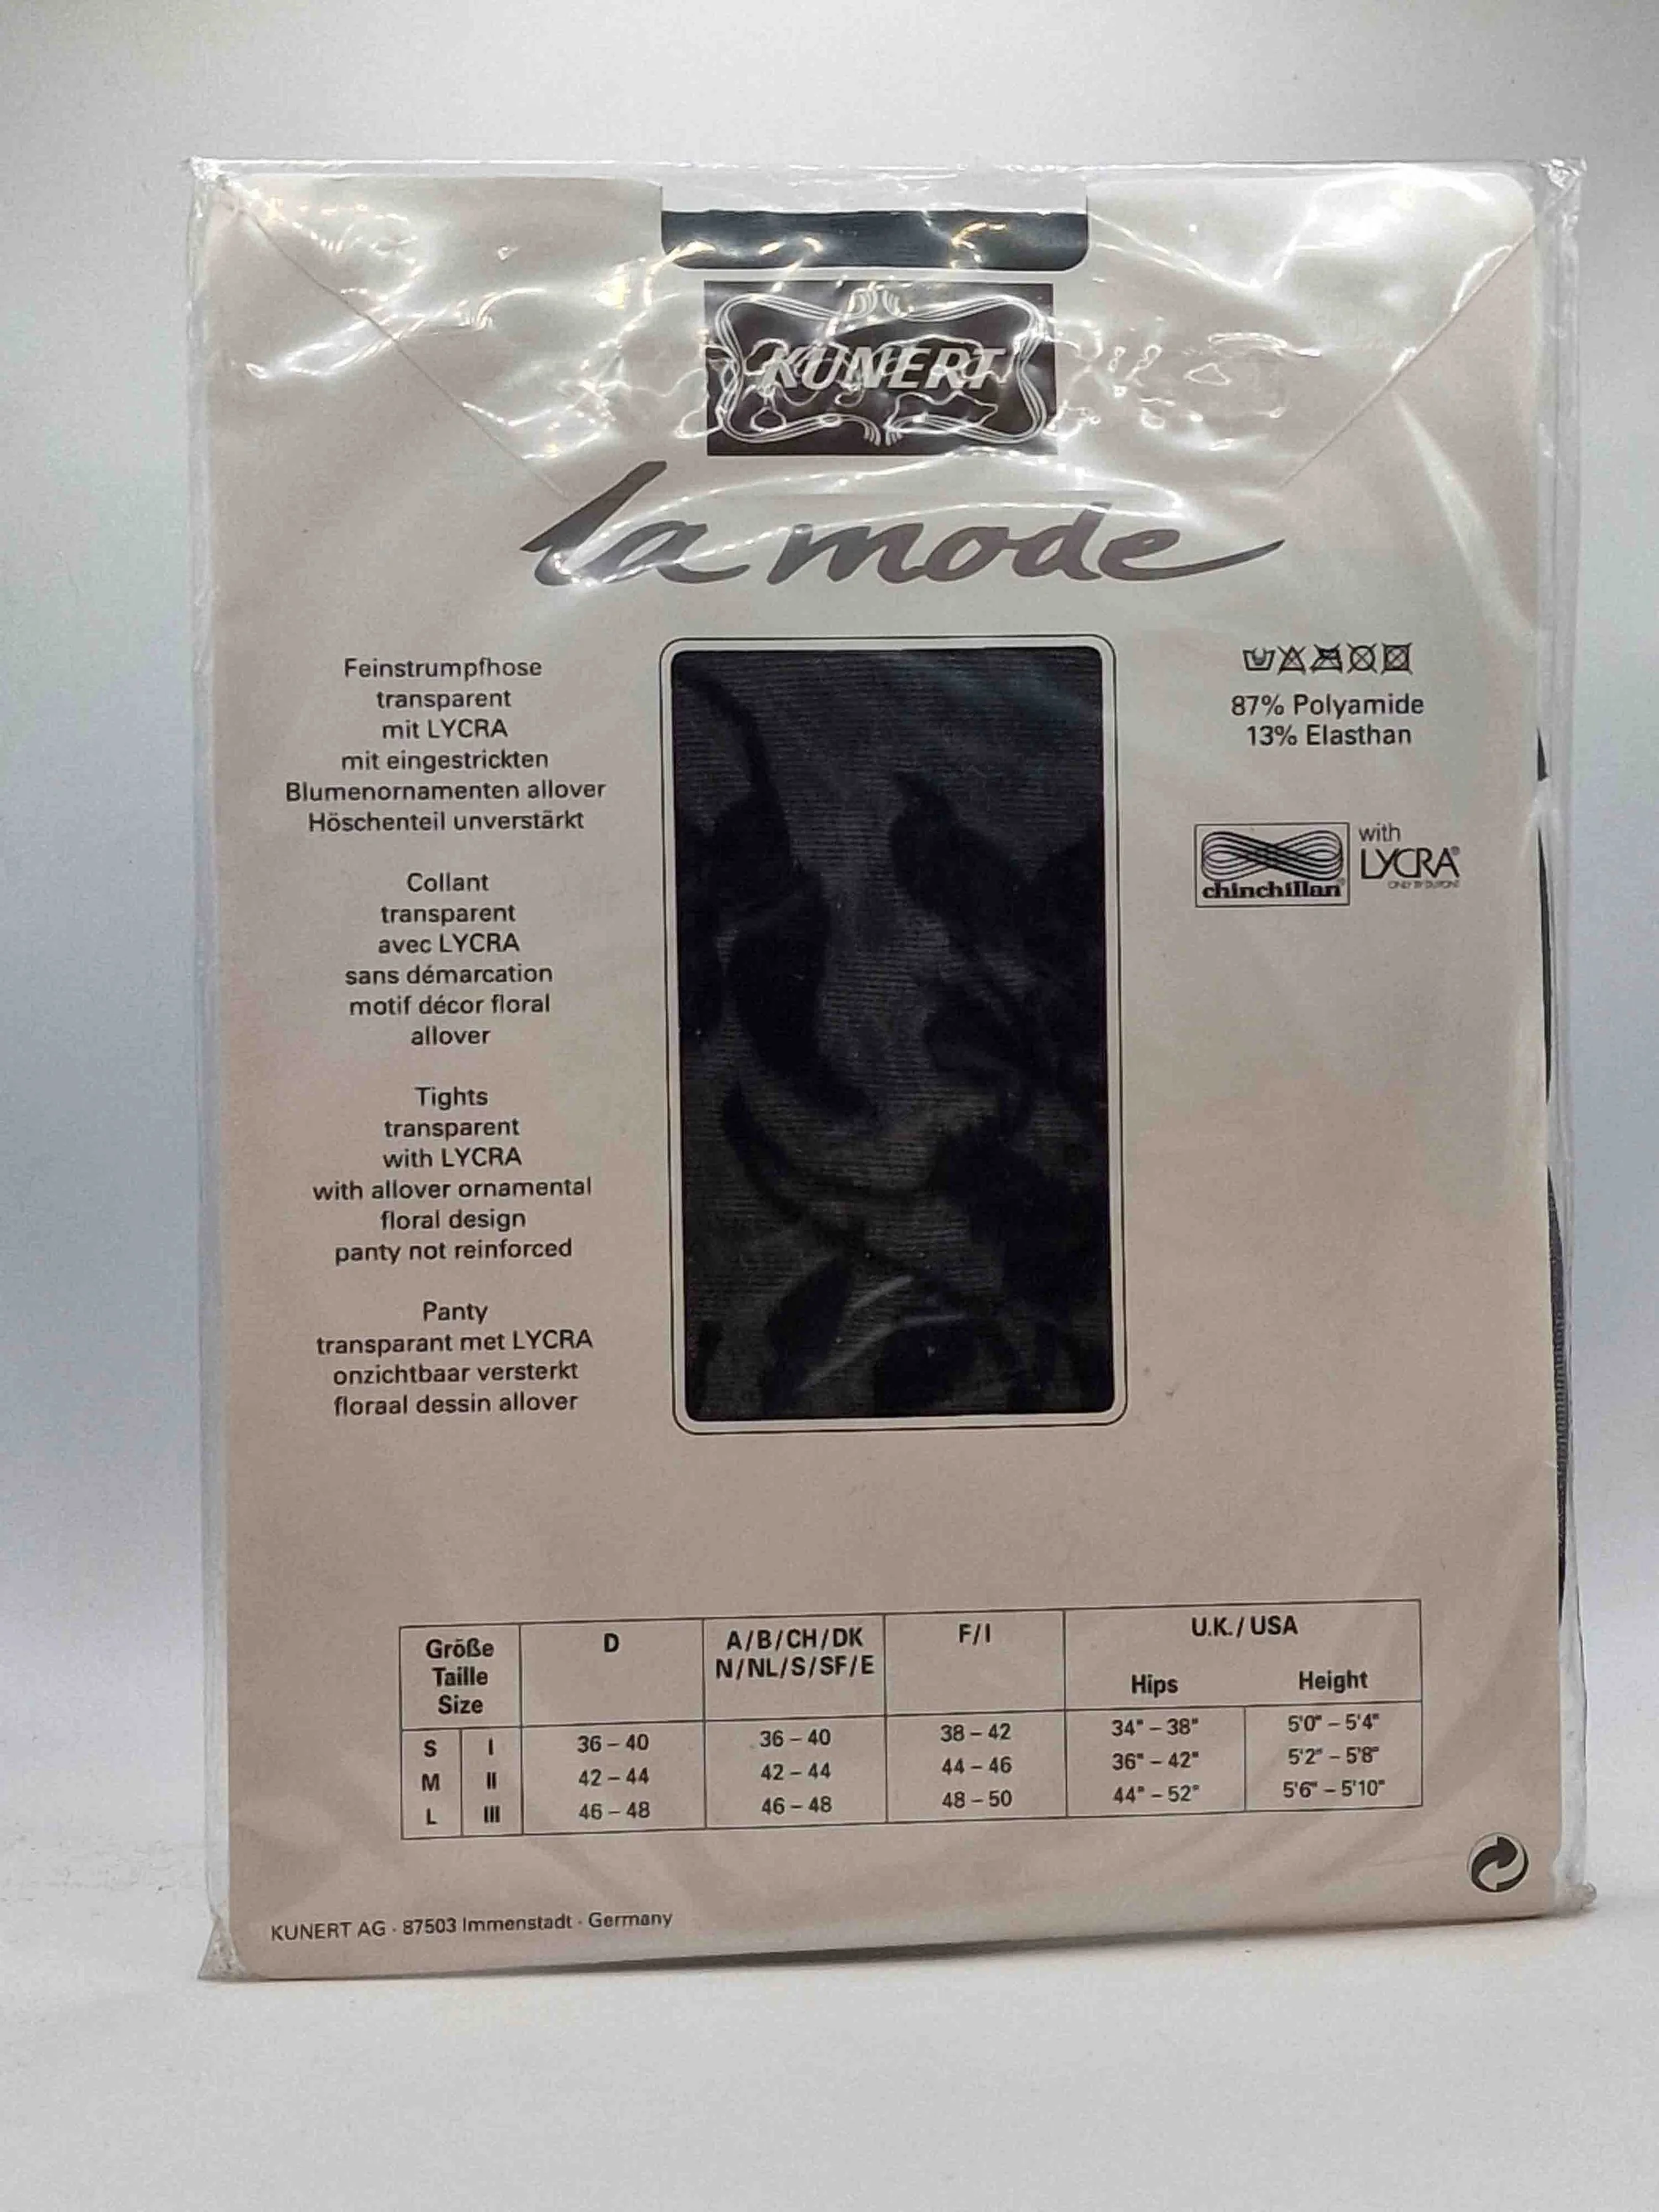 KUNERT
la mode
Feinstrumpfhose
transparent
mit LYCRA
mit eingestrickten
Blumenornamenten allover
Höschenteil unverstärkt
Collant
transparent
avec LYCRA
sans démarcation
motif décor floral
allover
Tights
transparent
with LYCRA
with allover ornamental
floral design
panty not reinforced
Panty
transparant met LYCRA
onzichtbaar versterkt
floraal dessin allover
87% Polyamide
13% Elasthan
chinchillan®
with
LYCRA®
ONLY BY DUPONT
Größe Taille Size D A/B/CH/DK N/NL/S/SF/E F/I U.K./USA
Hips Height
S I 36 – 40 36 – 40 38 – 42 34" – 38" 5'0" – 5'4"
M II 42 – 44 42 – 44 44 – 46 36" – 42" 5'2" – 5'8"
L III 46 – 48 46 – 48 48 – 50 44" – 52" 5'6" – 5'10"
KUNERT AG · 87503 Immenstadt · Germany